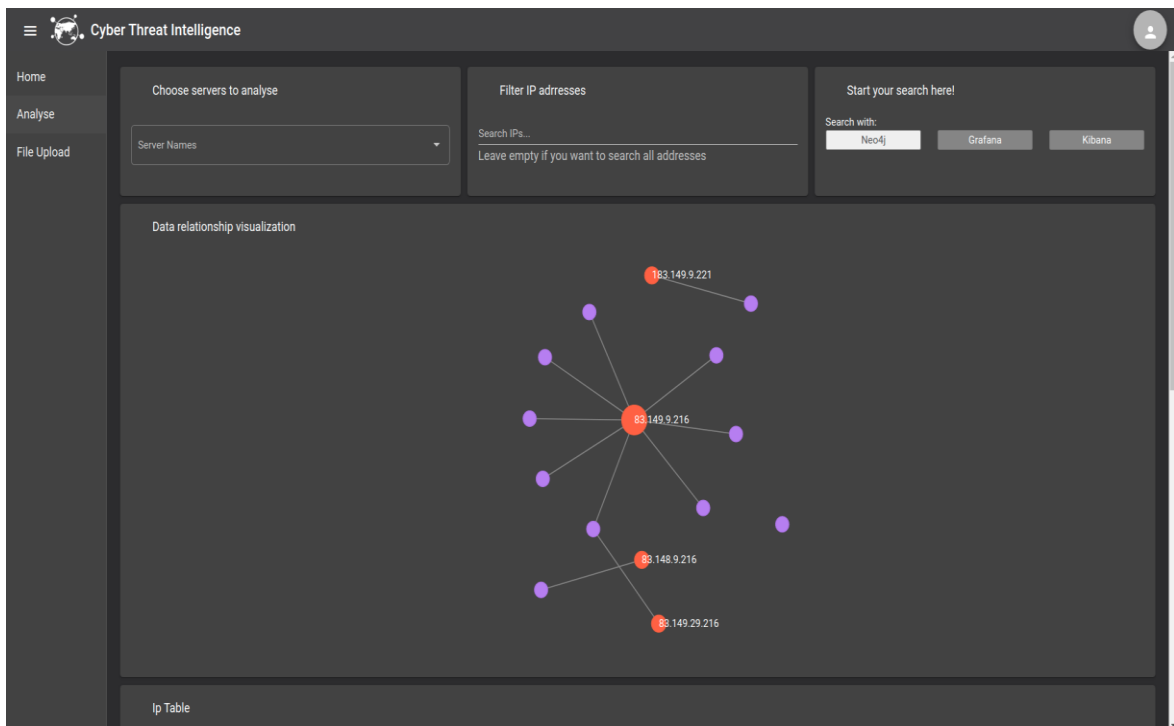 Cyber Threat Intelligence
Home
Analyse
File Upload
Choose servers to analyse
Server Names
Filter IP adrresses
Search IPs...
Leave empty if you want to search all addresses
Start your search here!
Search with:
Neo4j Grafana Kibana
Data relationship visualization
183.149.9.221
83.149.9.216
83.148.9.216
83.149.29.216
Ip Table